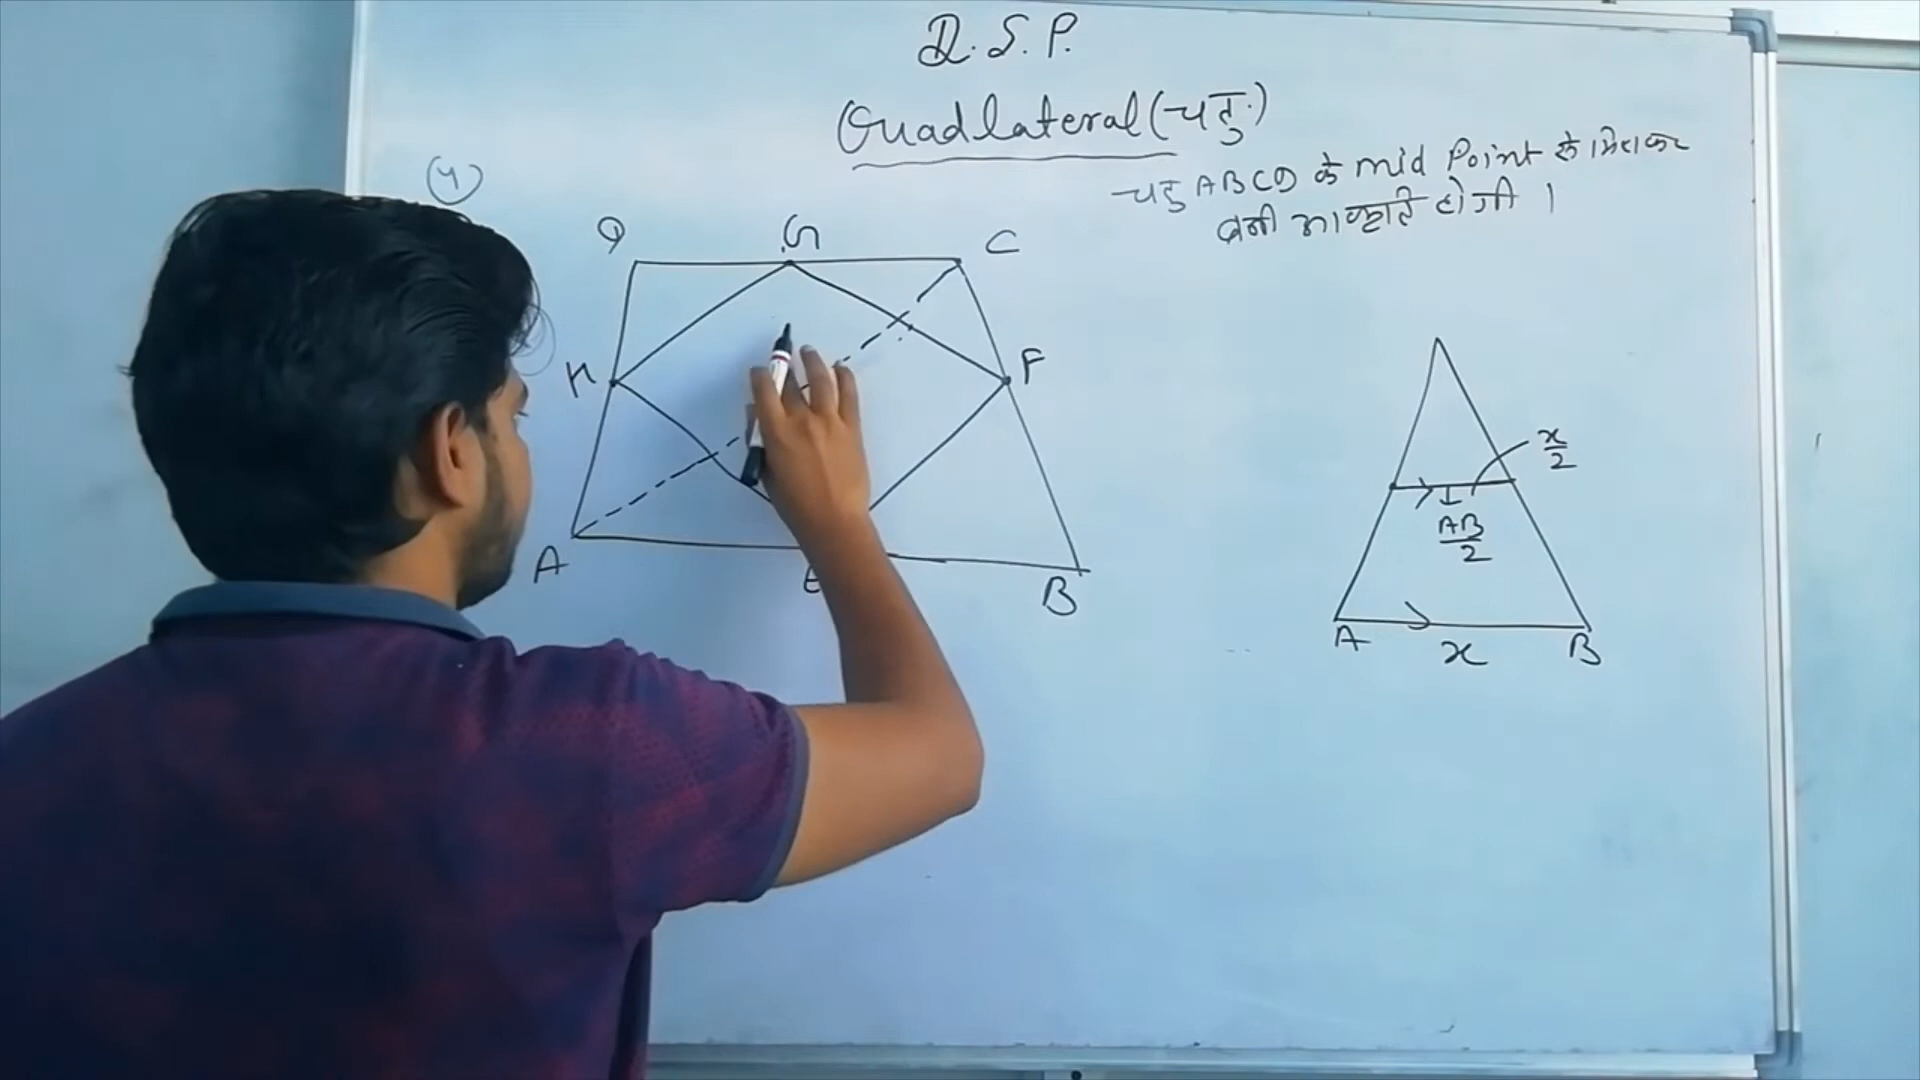 D.S.P.
Quadlateral (चतु.)
चतु ABCD के mid Point को मिलाकर
बनी आकृति होगी ।
4
D G C
H F
A E B
x/2
AB/2
A x B